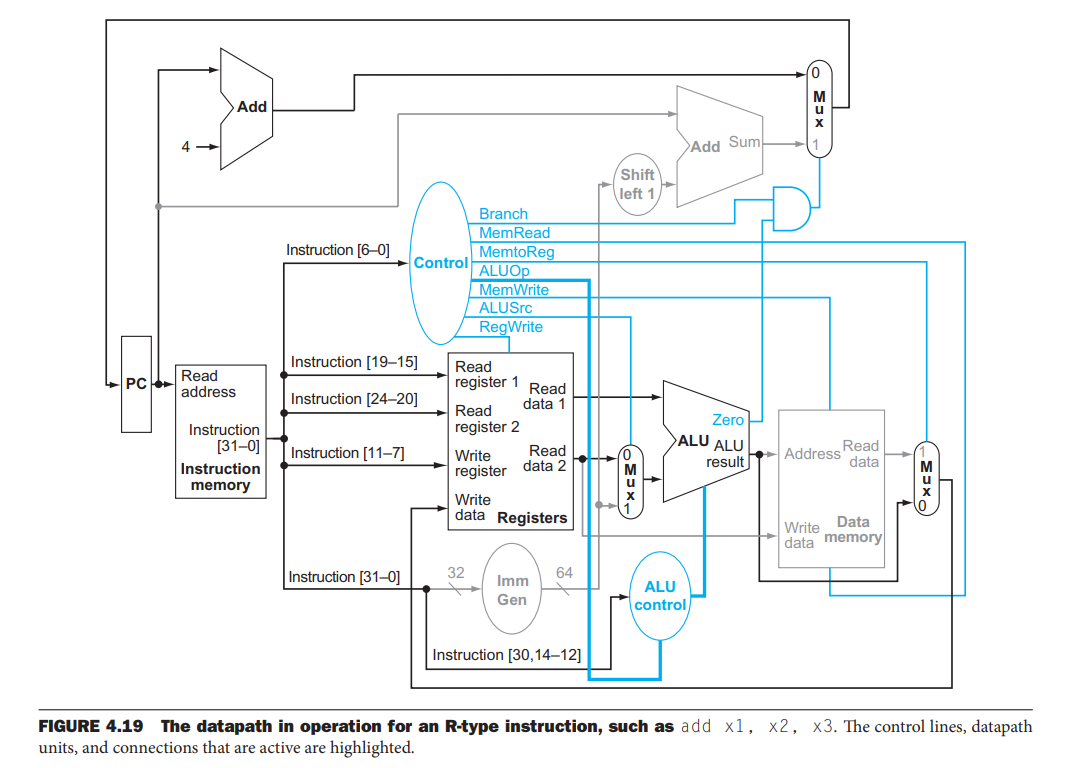 0
M
u
x
1
Add
4
Add Sum
Shift
left 1
Branch
MemRead
MemtoReg
ALUOp
MemWrite
ALUSrc
RegWrite
Control
Instruction [6–0]
Instruction [19–15]
Instruction [24–20]
Instruction [11–7]
Instruction [31–0]
PC
Read
address
Instruction
[31–0]
Instruction
memory
Read
register 1
Read
register 2
Write
register
Write
data
Read
data 1
Read
data 2
Registers
0
M
u
x
1
Zero
ALU
ALU
result
Address
Read
data
Write
data
Data
memory
1
M
u
x
0
32
Imm
Gen
64
ALU
control
Instruction [30,14–12]
FIGURE 4.19 The datapath in operation for an R-type instruction, such as add x1, x2, x3. The control lines, datapath
units, and connections that are active are highlighted.